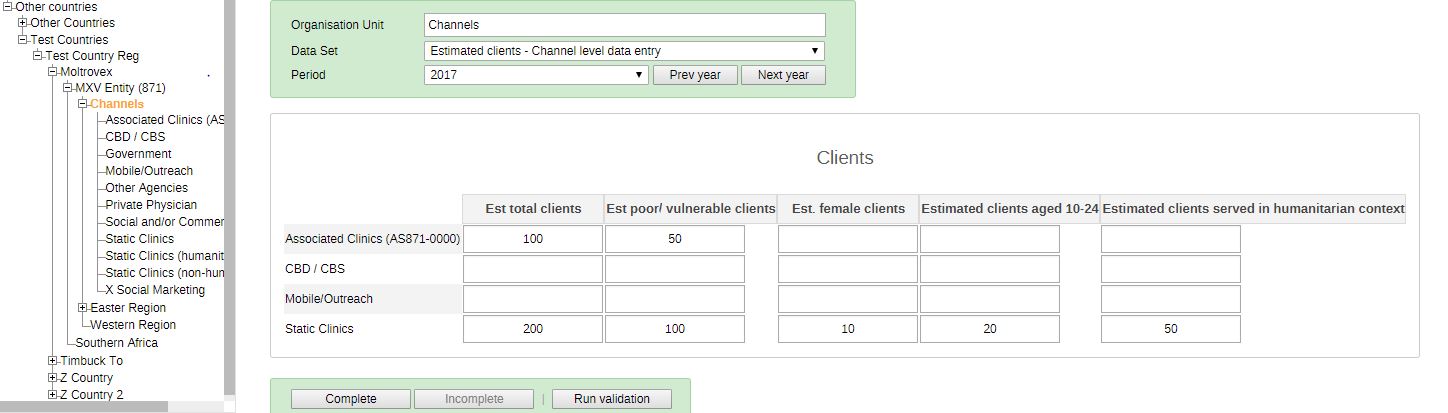 Other countries
Other Countries
Test Countries
Test Country Reg
Moltrovex
MXV Entity (871)
Channels
Associated Clinics (AS
CBD / CBS
Government
Mobile/Outreach
Other Agencies
Private Physician
Social and/or Commer
Static Clinics
Static Clinics (humanit
Static Clinics (non-hun
X Social Marketing
Easter Region
Western Region
Southern Africa
Timbuck To
Z Country
Z Country 2
Organisation Unit Channels
Data Set Estimated clients - Channel level data entry
Period 2017 Prev year Next year
Clients
Est total clients Est poor/ vulnerable clients Est. female clients Estimated clients aged 10-24 Estimated clients served in humanitarian context
Associated Clinics (AS871-0000) 100 50
CBD / CBS
Mobile/Outreach
Static Clinics 200 100 10 20 50
Complete Incomplete | Run validation